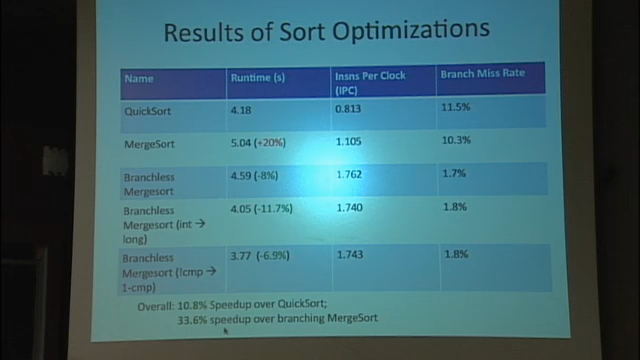 Results of Sort Optimizations
Name Runtime (s) Insns Per Clock (IPC) Branch Miss Rate
QuickSort 4.18 0.813 11.5%
MergeSort 5.04 (+20%) 1.105 10.3%
Branchless Mergesort 4.59 (-8%) 1.762 1.7%
Branchless Mergesort (int → long) 4.05 (-11.7%) 1.740 1.8%
Branchless Mergesort (!cmp → 1-cmp) 3.77 (-6.9%) 1.743 1.8%
Overall: 10.8% Speedup over QuickSort;
33.6% speedup over branching MergeSort